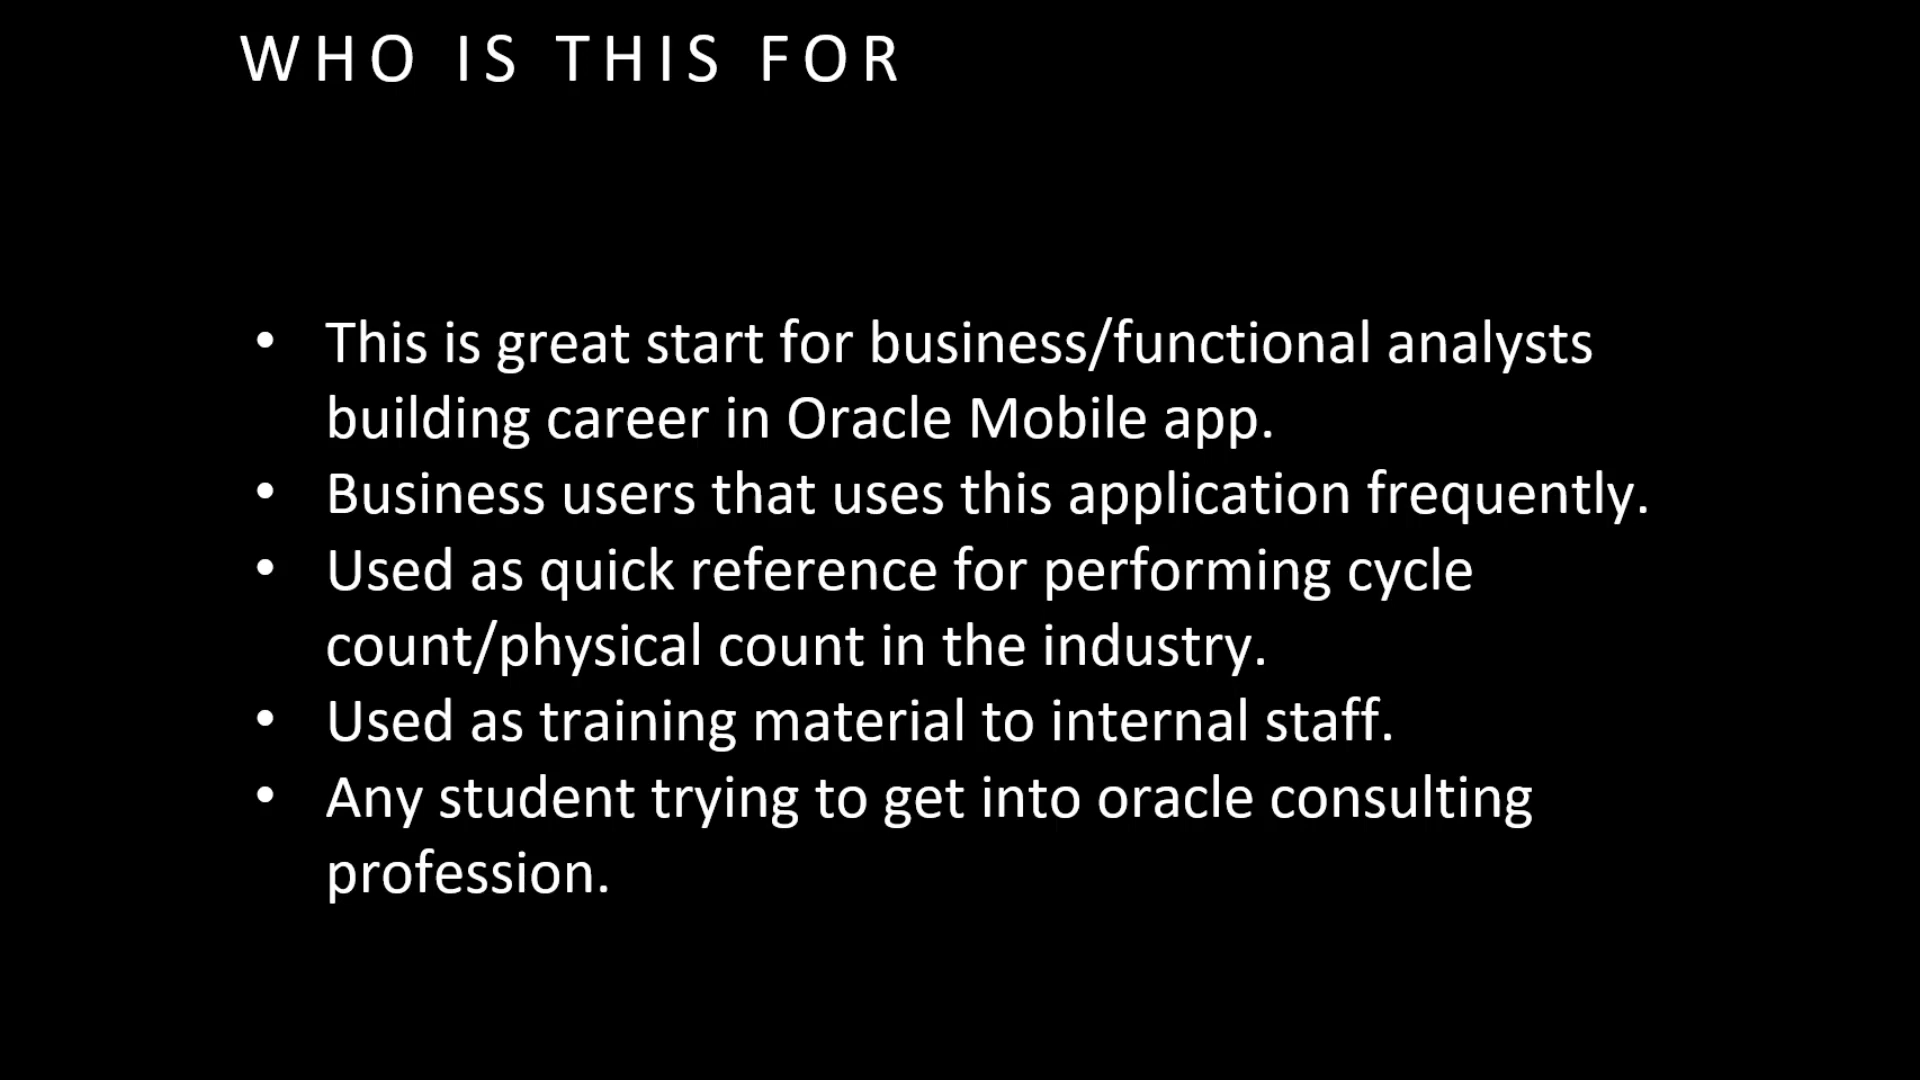 WHO IS THIS FOR
• This is great start for business/functional analysts
building career in Oracle Mobile app.
• Business users that uses this application frequently.
• Used as quick reference for performing cycle
count/physical count in the industry.
• Used as training material to internal staff.
• Any student trying to get into oracle consulting
profession.